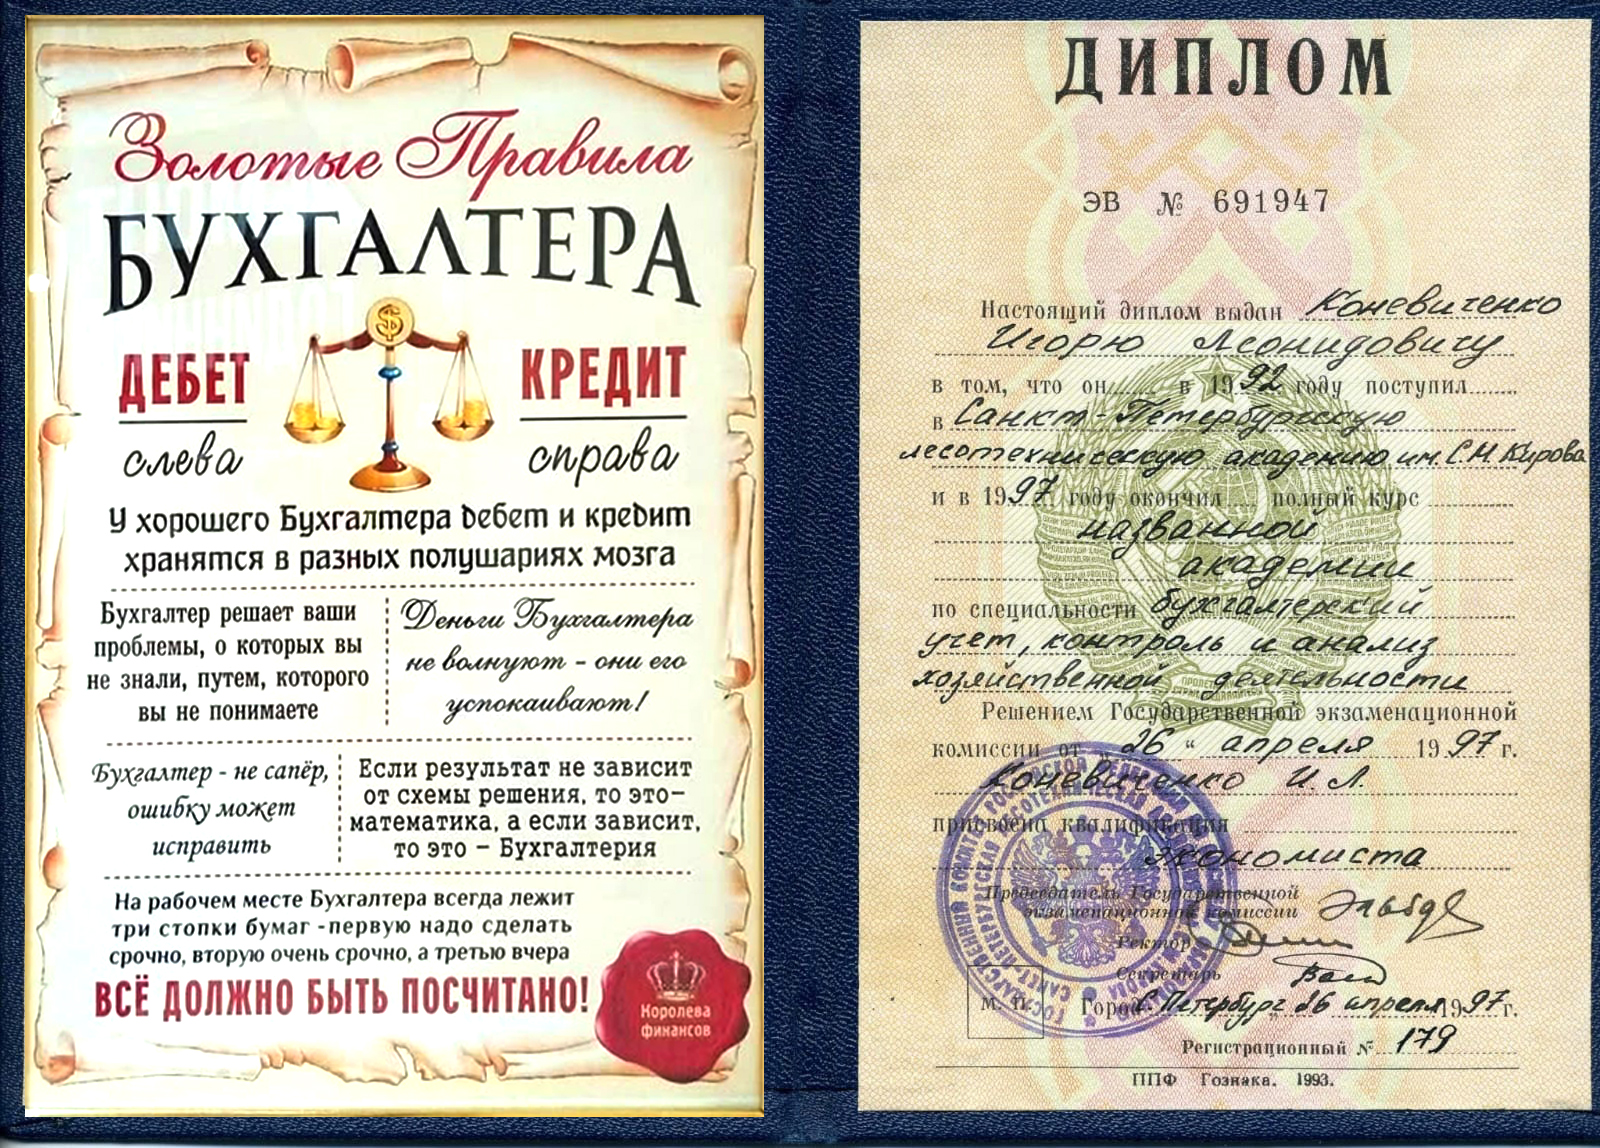 Золотые Правила
БУХГАЛТЕРА
ДЕБЕТ
слева
КРЕДИТ
справа
$
У хорошего Бухгалтера дебет и кредит
хранятся в разных полушариях мозга
Бухгалтер решает ваши
проблемы, о которых вы
не знали, путем, которого
вы не понимаете
Деньги Бухгалтера
не волнуют - они его
успокаивают!
Бухгалтер - не сапёр,
ошибку может
исправить
Если результат не зависит
от схемы решения, то это-
математика, а если зависит,
то это - Бухгалтерия
На рабочем месте Бухгалтера всегда лежит
три стопки бумаг -первую надо сделать
срочно, вторую очень срочно, а третью вчера
ВСЁ ДОЛЖНО БЫТЬ ПОСЧИТАНО!
Королева
финансов
ДИПЛОМ
ЭВ № 691947
Настоящий диплом выдан Коневиченко
Игорю Леонидовичу
в том, что он в 1992 году поступил
в Санкт-Петербургскую
лесотехническую академию им. С.М.Кирова
и в 1997 году окончил полный курс
названной
академии
по специальности бухгалтерский
учет, контроль и анализ
хозяйственной деятельности
Решением Государственной экзаменационной
комиссии от „26“ апреля 1997 г.
Коневиченко И.Л.
присвоена квалификация
экономиста
Председатель Государственной
экзаменационной комиссии
Ректор
Секретарь
М. П.
Город С.Петербург 26 апреля 1997 г.
Регистрационный № 179
ППФ Гознака. 1993.